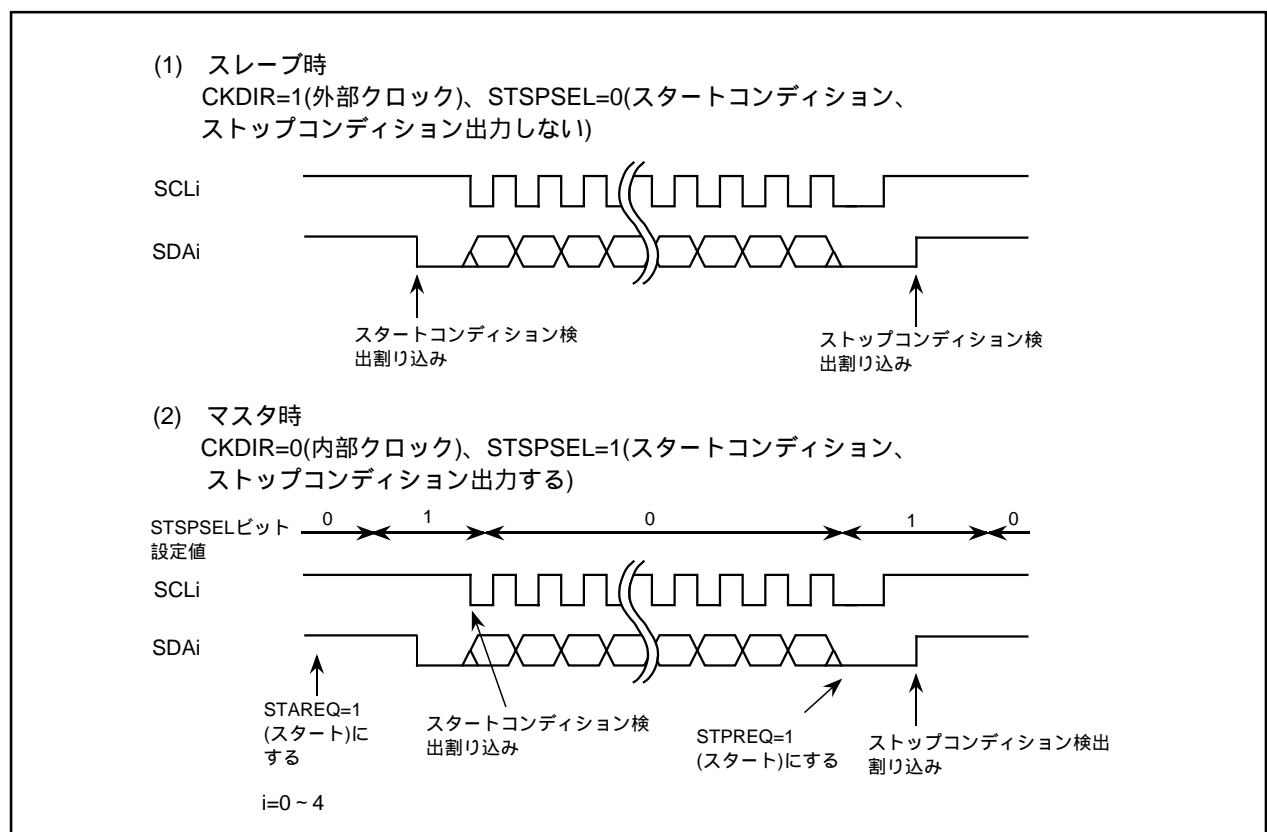 (1) スレーブ時
CKDIR=1(外部クロック)、STSPSEL=0(スタートコンディション、
ストップコンディション出力しない)
SCLi
SDAi
スタートコンディション検
出割り込み
ストップコンディション検
出割り込み
(2) マスタ時
CKDIR=0(内部クロック)、STSPSEL=1(スタートコンディション、
ストップコンディション出力する)
STSPSELビット
設定値
0 1 0 1 0
SCLi
SDAi
STAREQ=1
(スタート)に
する
スタートコンディション検
出割り込み
STPREQ=1
(スタート)にする
ストップコンディション検出
割り込み
i=0~4